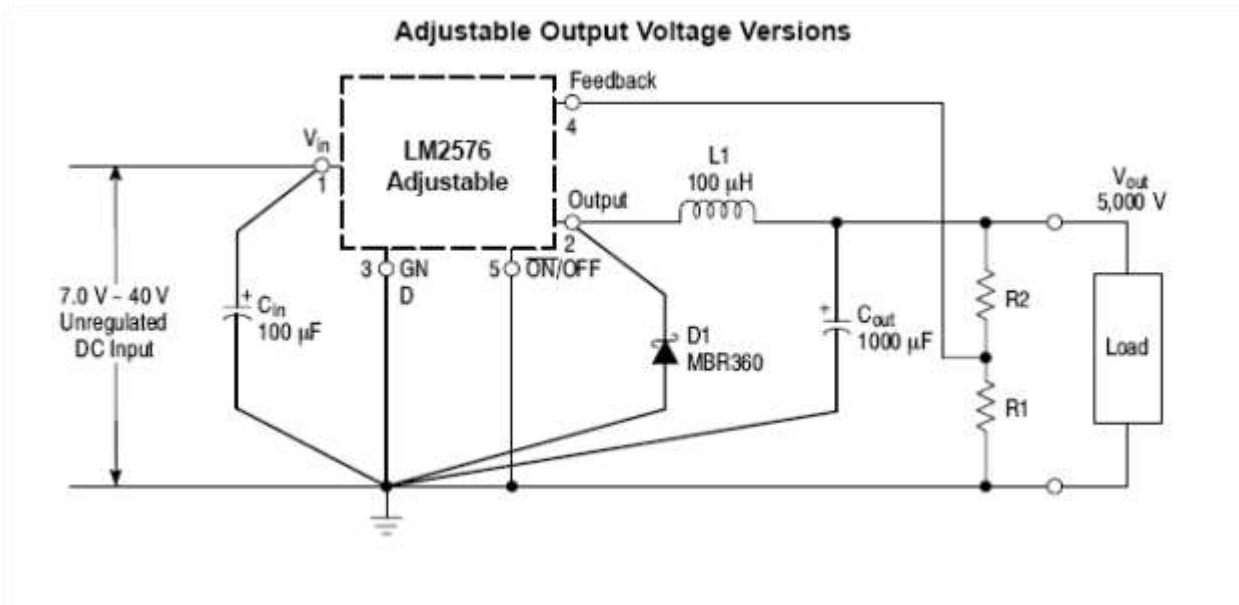 Adjustable Output Voltage Versions
Feedback
4
Vin
1
LM2576
Adjustable
L1
100 μH
Output
2
Vout
5,000 V
3
GN
D
5
ON/OFF
7.0 V - 40 V
Unregulated
DC Input
+
Cin
100 μF
D1
MBR360
+
Cout
1000 μF
R2
R1
Load